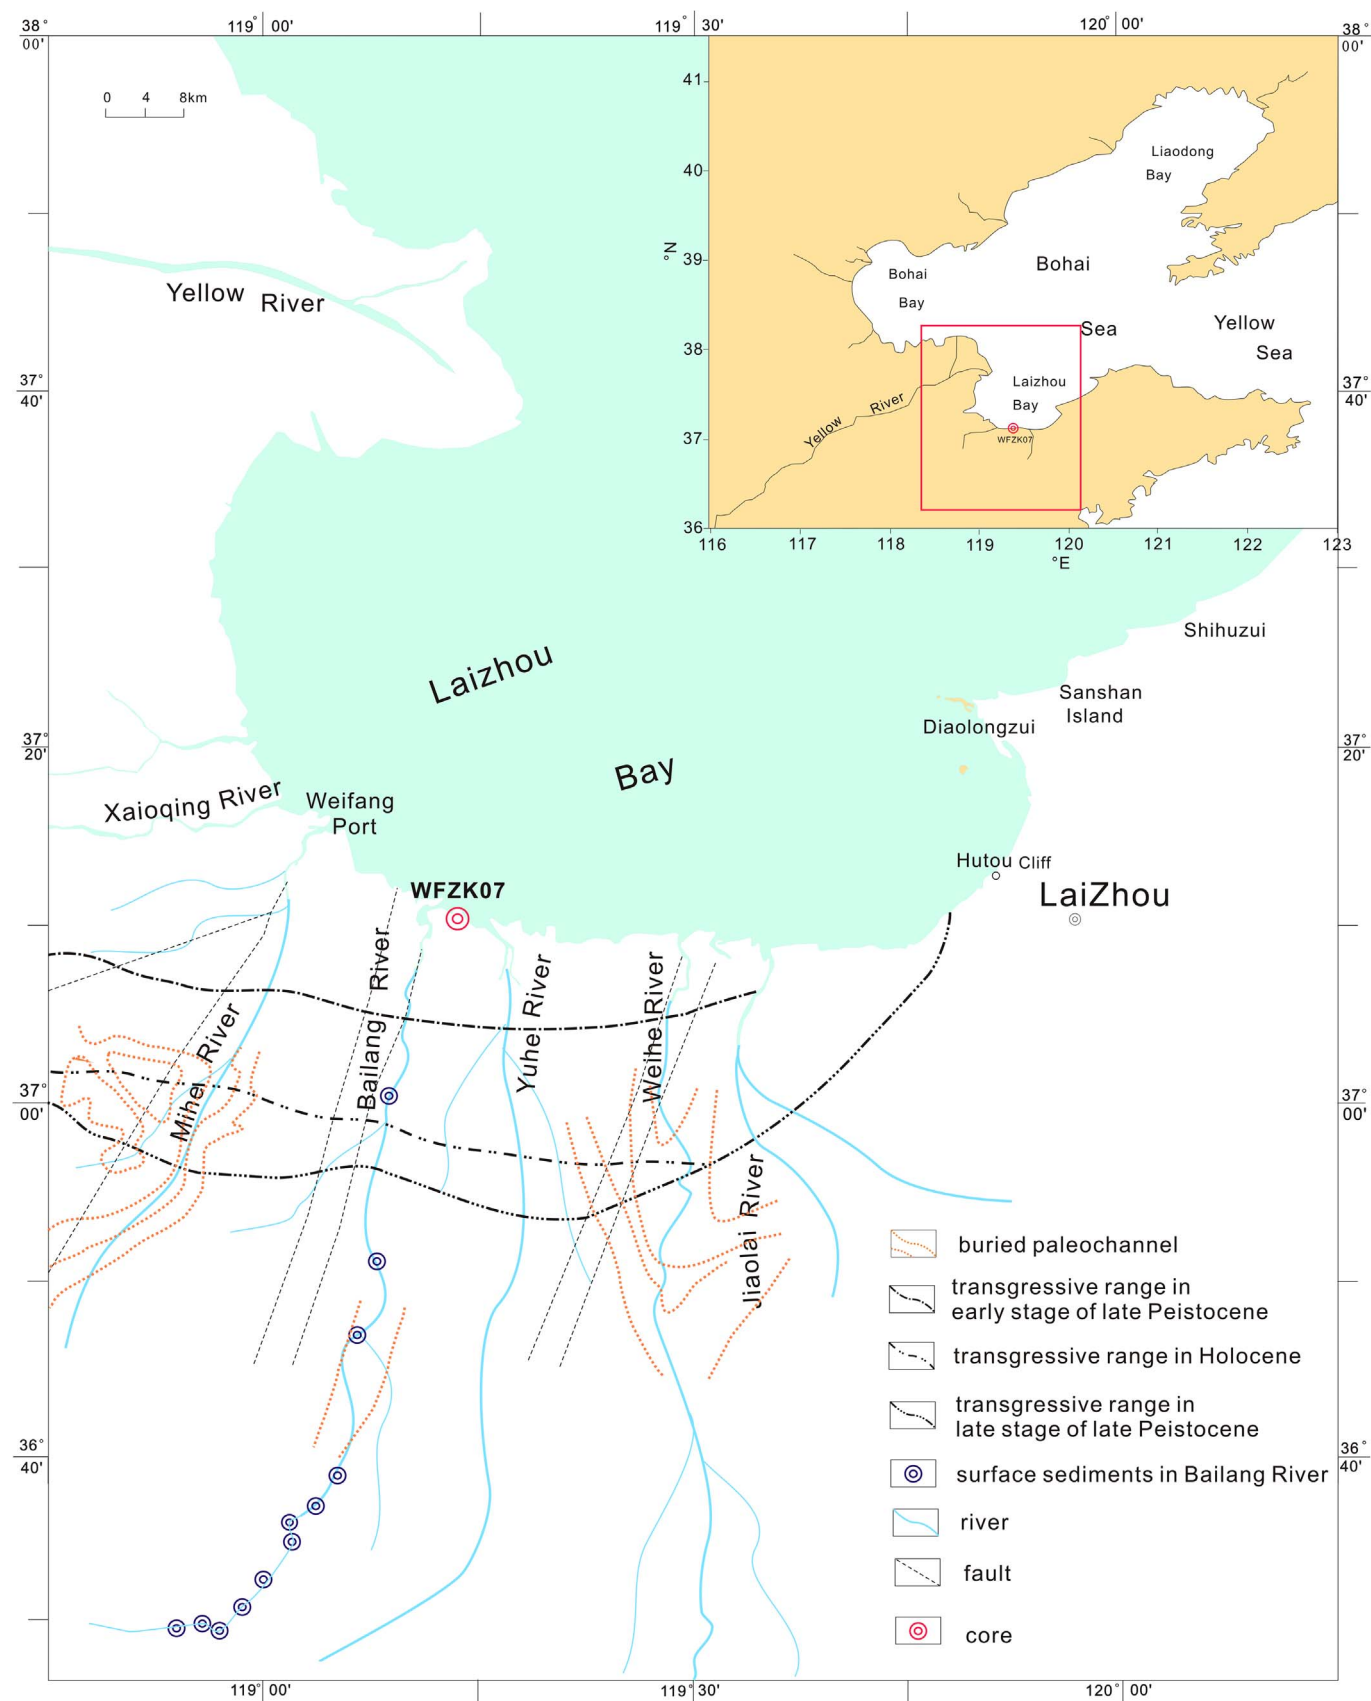 119° 00'
119° 30'
120° 00'
38°
00'
38°
00'
0 4 8km
41
40
39
38
37
36
°N
116 117 118 119 120 121 122 123
°E
Liaodong
Bay
Bohai
Sea
Bohai
Bay
Yellow
Sea
Laizhou
Bay
Yellow River
WFZK07
Yellow River
37°
40'
37°
40'
Shihuzui
Laizhou
Bay
Sanshan
Island
Diaolongzui
37°
20'
37°
20'
Xaioqing River
Weifang
Port
Hutou Cliff
LaiZhou
WFZK07
Mihe River
Bailang River
Yuhe River
Weihe River
Jiaolai River
37°
00'
37°
00'
buried paleochannel
transgressive range in
early stage of late Peistocene
transgressive range in Holocene
transgressive range in
late stage of late Peistocene
surface sediments in Bailang River
river
fault
core
36°
40'
36°
40'
119° 00'
119° 30'
120° 00'